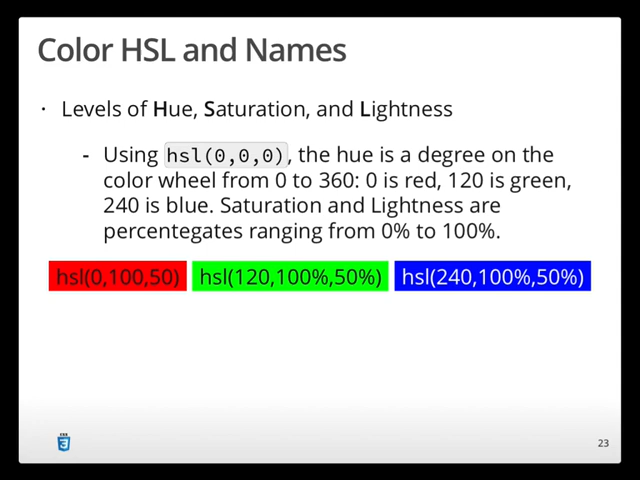 Color HSL and Names
· Levels of Hue, Saturation, and Lightness
- Using hsl(0,0,0), the hue is a degree on the
color wheel from 0 to 360: 0 is red, 120 is green,
240 is blue. Saturation and Lightness are
percentegates ranging from 0% to 100%.
hsl(0,100,50) hsl(120,100%,50%) hsl(240,100%,50%)
CSS
3
23